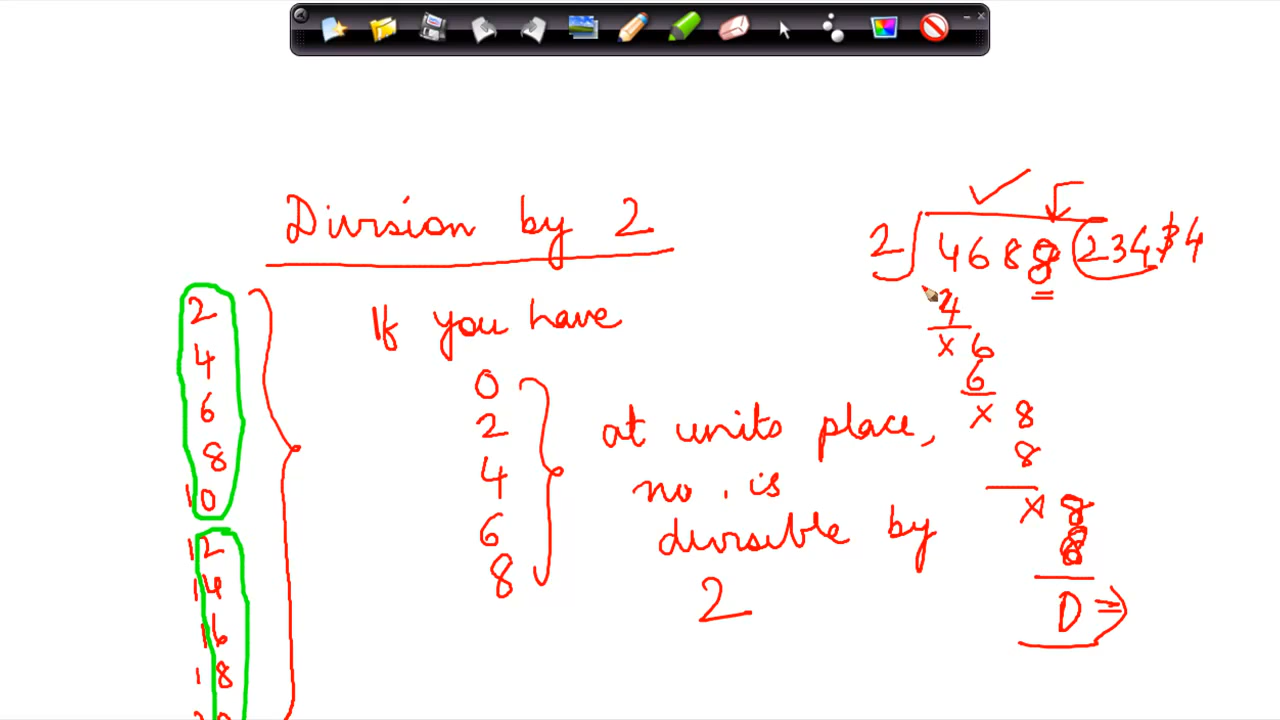 Division by 2
2
4
6
8
10
12
14
16
18
If you have
0
2
4
6
8
at units place,
no. is
divisible by
2
2 4688 234 4
4
x 6
6
x 8
8
x 8
8
0 ⇒